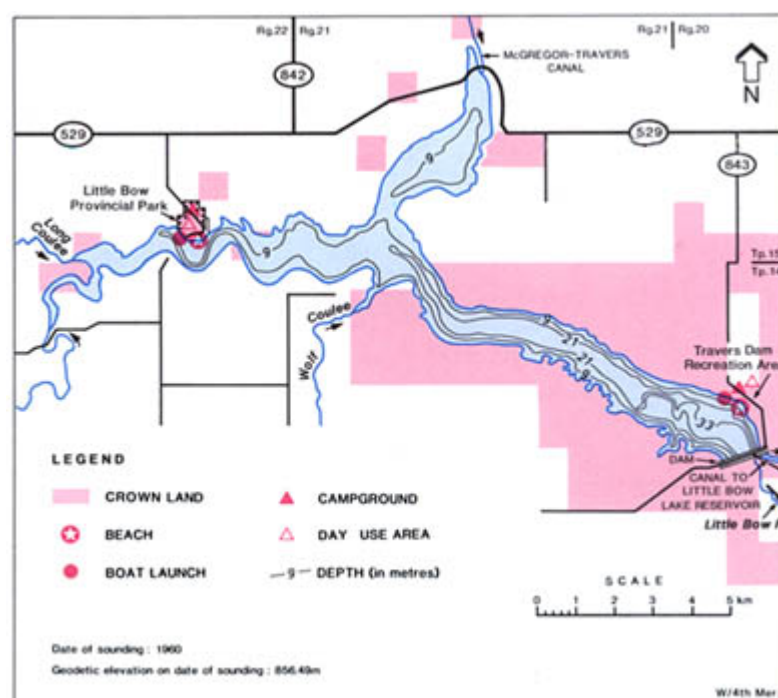 Rg.22 Rg.21
Rg.21 Rg.20
842
McGREGOR-TRAVERS
CANAL
N
529
529
843
9
Little Bow
Provincial Park
Long
Coulee
9
Tp.15
Tp.14
Coulee
Wolf
9
21
21
9
Travers Dam
Recreation Area
33
DAM
CANAL TO
LITTLE BOW
LAKE RESERVOIR
Little Bow
LEGEND
CROWN LAND
CAMPGROUND
BEACH
DAY USE AREA
BOAT LAUNCH
9 DEPTH (in metres)
SCALE
0 1 2 3 4 5 km
Date of sounding : 1960
Geodetic elevation on date of sounding : 856.49m
W/4th Mer